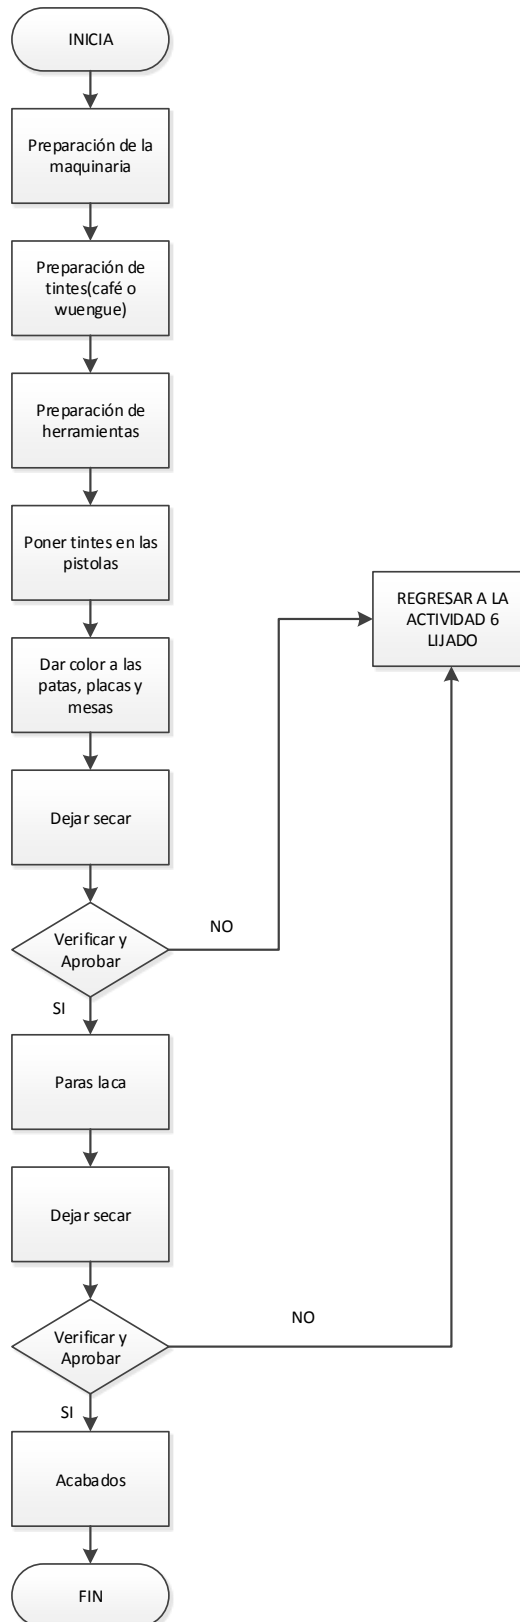 INICIA
Preparación de la
maquinaria
Preparación de
tintes(café o
wuengue)
Preparación de
herramientas
Poner tintes en las
pistolas
REGRESAR A LA
ACTIVIDAD 6
LIJADO
Dar color a las
patas, placas y
mesas
Dejar secar
Verificar y
Aprobar
NO
SI
Paras laca
Dejar secar
Verificar y
Aprobar
NO
SI
Acabados
FIN